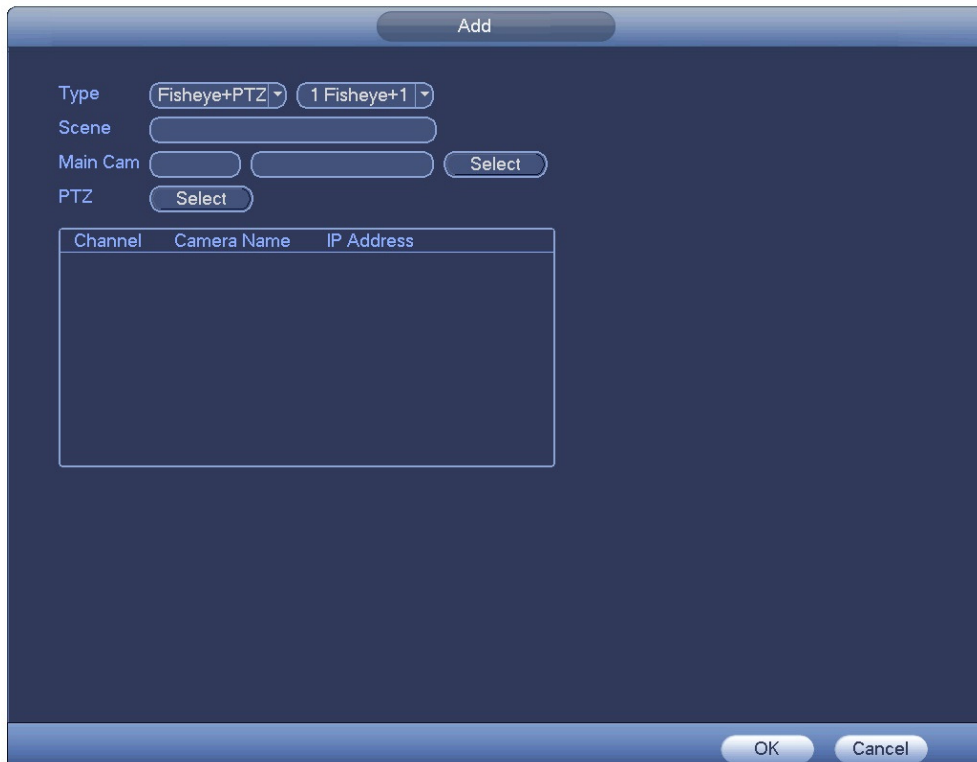 Add
Type Fisheye+PTZ 1 Fisheye+1
Scene
Main Cam Select
PTZ Select
Channel Camera Name IP Address
OK Cancel